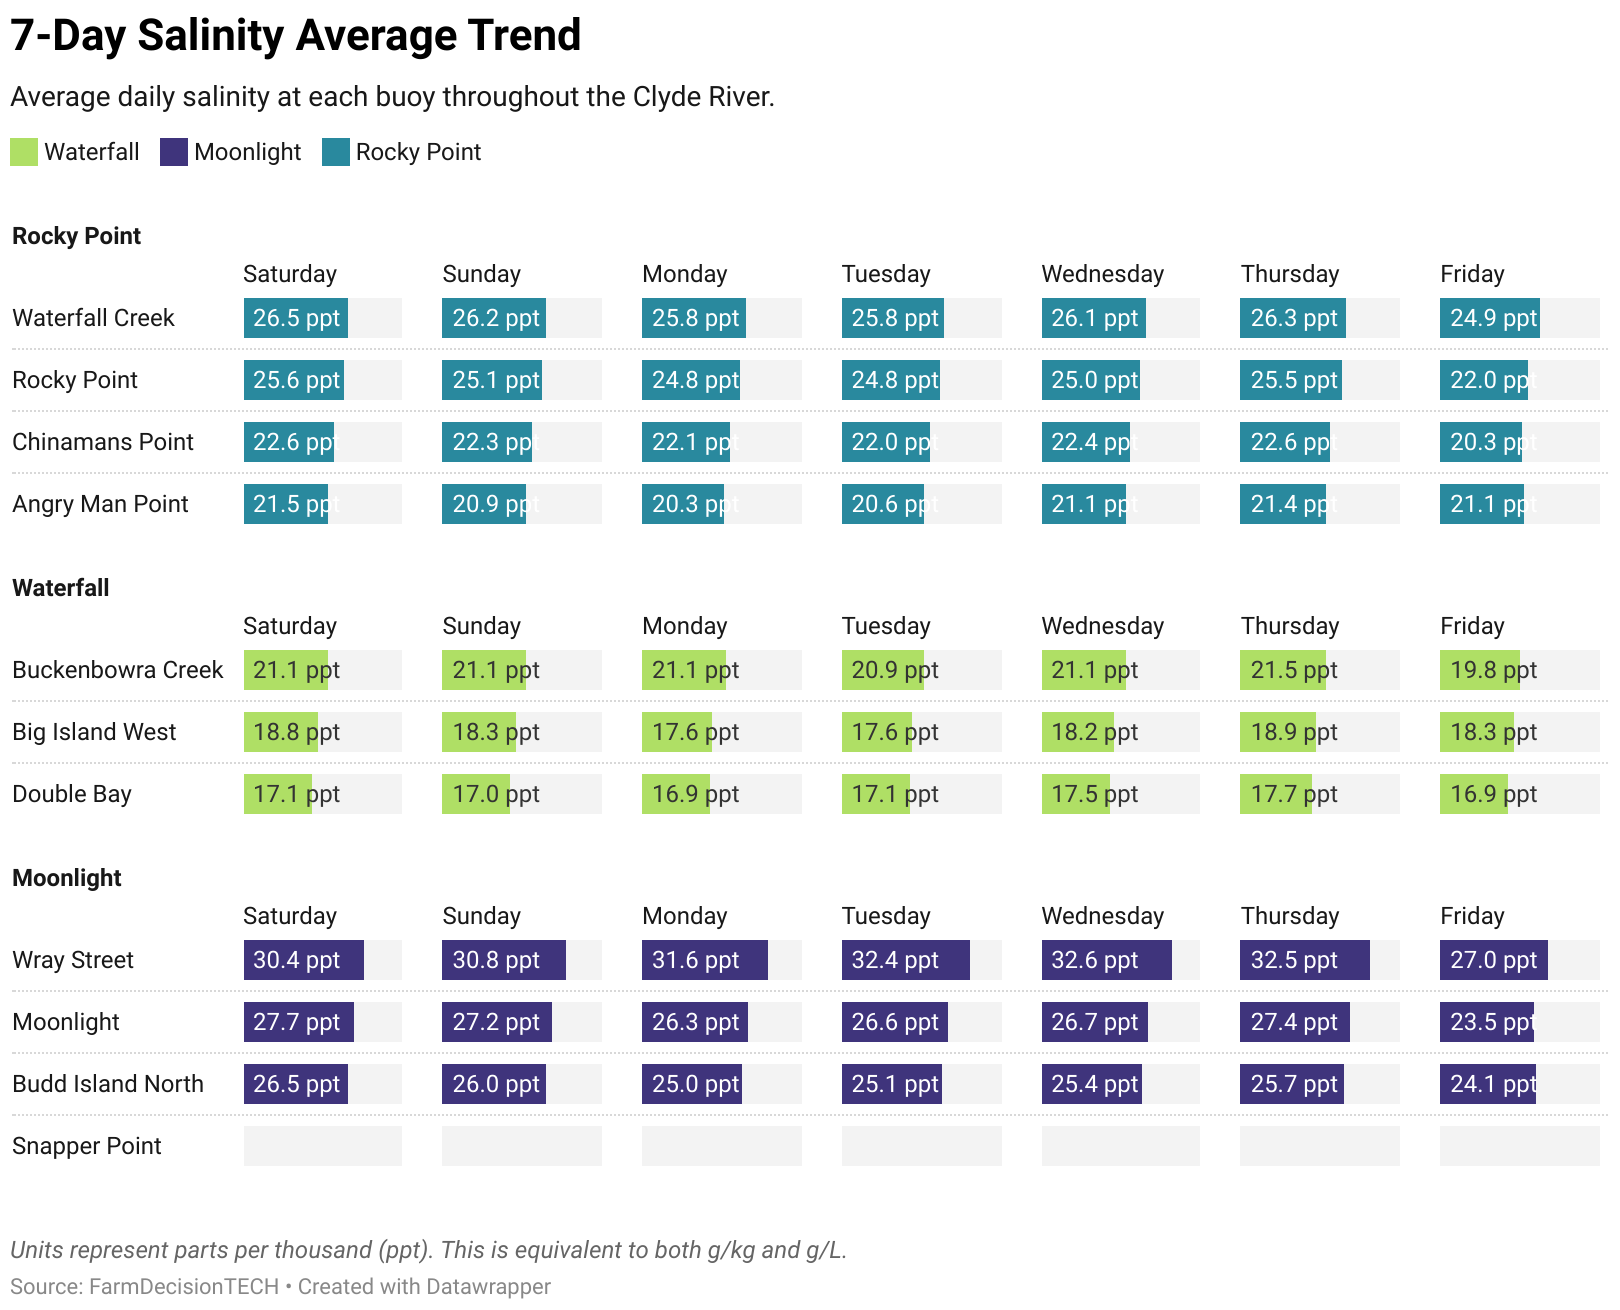 7-Day Salinity Average Trend
Average daily salinity at each buoy throughout the Clyde River.
Waterfall Moonlight Rocky Point
Rocky Point
Saturday Sunday Monday Tuesday Wednesday Thursday Friday
Waterfall Creek 26.5 ppt 26.2 ppt 25.8 ppt 25.8 ppt 26.1 ppt 26.3 ppt 24.9 ppt
Rocky Point 25.6 ppt 25.1 ppt 24.8 ppt 24.8 ppt 25.0 ppt 25.5 ppt 22.0 ppt
Chinamans Point 22.6 ppt 22.3 ppt 22.1 ppt 22.0 ppt 22.4 ppt 22.6 ppt 20.3 ppt
Angry Man Point 21.5 ppt 20.9 ppt 20.3 ppt 20.6 ppt 21.1 ppt 21.4 ppt 21.1 ppt
Waterfall
Saturday Sunday Monday Tuesday Wednesday Thursday Friday
Buckenbowra Creek 21.1 ppt 21.1 ppt 21.1 ppt 20.9 ppt 21.1 ppt 21.5 ppt 19.8 ppt
Big Island West 18.8 ppt 18.3 ppt 17.6 ppt 17.6 ppt 18.2 ppt 18.9 ppt 18.3 ppt
Double Bay 17.1 ppt 17.0 ppt 16.9 ppt 17.1 ppt 17.5 ppt 17.7 ppt 16.9 ppt
Moonlight
Saturday Sunday Monday Tuesday Wednesday Thursday Friday
Wray Street 30.4 ppt 30.8 ppt 31.6 ppt 32.4 ppt 32.6 ppt 32.5 ppt 27.0 ppt
Moonlight 27.7 ppt 27.2 ppt 26.3 ppt 26.6 ppt 26.7 ppt 27.4 ppt 23.5 ppt
Budd Island North 26.5 ppt 26.0 ppt 25.0 ppt 25.1 ppt 25.4 ppt 25.7 ppt 24.1 ppt
Snapper Point
Units represent parts per thousand (ppt). This is equivalent to both g/kg and g/L.
Source: FarmDecisionTECH • Created with Datawrapper